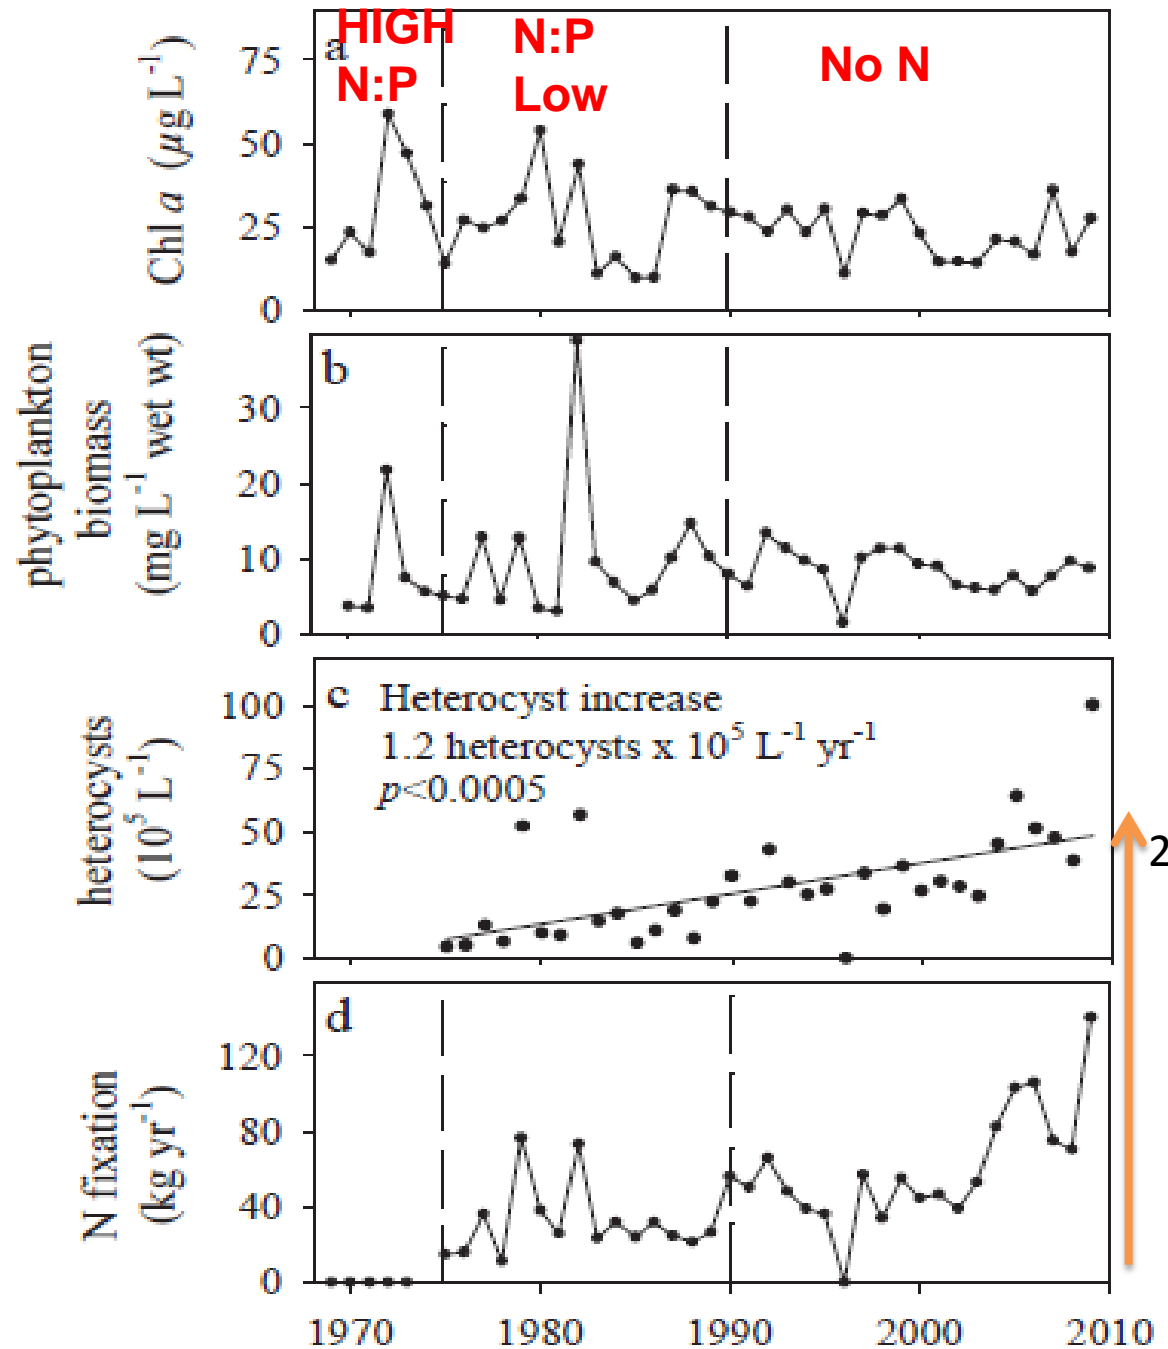 HIGH
N:P
N:P
Low
No N
a
Chl a (µg L-1)
75
50
25
0
b
phytoplankton
biomass
(mg L-1 wet wt)
30
20
10
0
c
Heterocyst increase
1.2 heterocysts x 10^5 L-1 yr-1
p<0.0005
heterocysts
(10^5 L-1)
100
75
50
25
0
2
d
N fixation
(kg yr-1)
120
80
40
0
1970 1980 1990 2000 2010